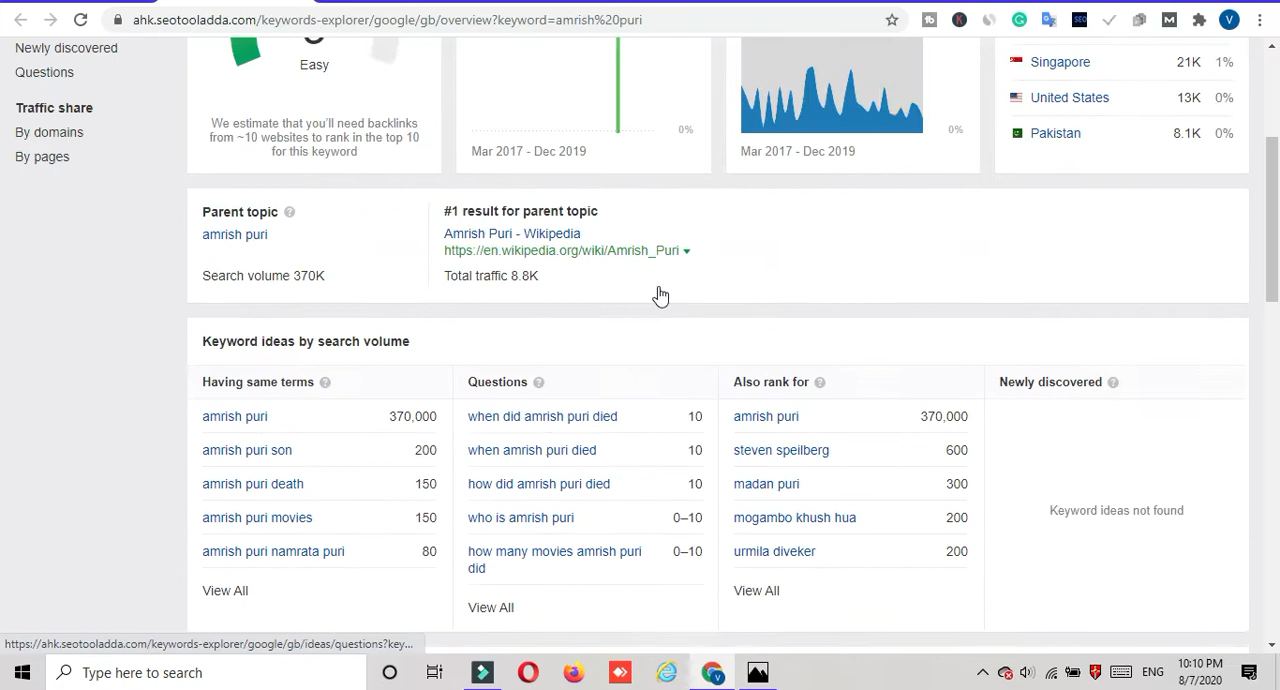 ahk.seotooladda.com/keywords-explorer/google/gb/overview?keyword=amrish%20puri
Newly discovered
Questions
Traffic share
By domains
By pages
Easy
We estimate that you'll need backlinks
from ~10 websites to rank in the top 10
for this keyword
0%
Mar 2017 - Dec 2019
0%
Mar 2017 - Dec 2019
Singapore 21K 1%
United States 13K 0%
Pakistan 8.1K 0%
Parent topic
amrish puri
Search volume 370K
#1 result for parent topic
Amrish Puri - Wikipedia
https://en.wikipedia.org/wiki/Amrish_Puri
Total traffic 8.8K
Keyword ideas by search volume
Having same terms
amrish puri 370,000
amrish puri son 200
amrish puri death 150
amrish puri movies 150
amrish puri namrata puri 80
View All
Questions
when did amrish puri died 10
when amrish puri died 10
how did amrish puri died 10
who is amrish puri 0–10
how many movies amrish puri 0–10
did
View All
Also rank for
amrish puri 370,000
steven speilberg 600
madan puri 300
mogambo khush hua 200
urmila diveker 200
View All
Newly discovered
Keyword ideas not found
https://ahk.seotooladda.com/keywords-explorer/google/gb/ideas/questions?key...
Type here to search
ENG
10:10 PM
8/7/2020